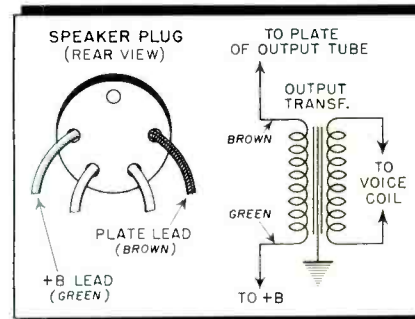 SPEAKER PLUG
(REAR VIEW)
PLATE LEAD
(BROWN)
+B LEAD
(GREEN)
TO PLATE
OF OUTPUT TUBE
OUTPUT
TRANSF.
BROWN
GREEN
TO
VOICE
COIL
TO +B